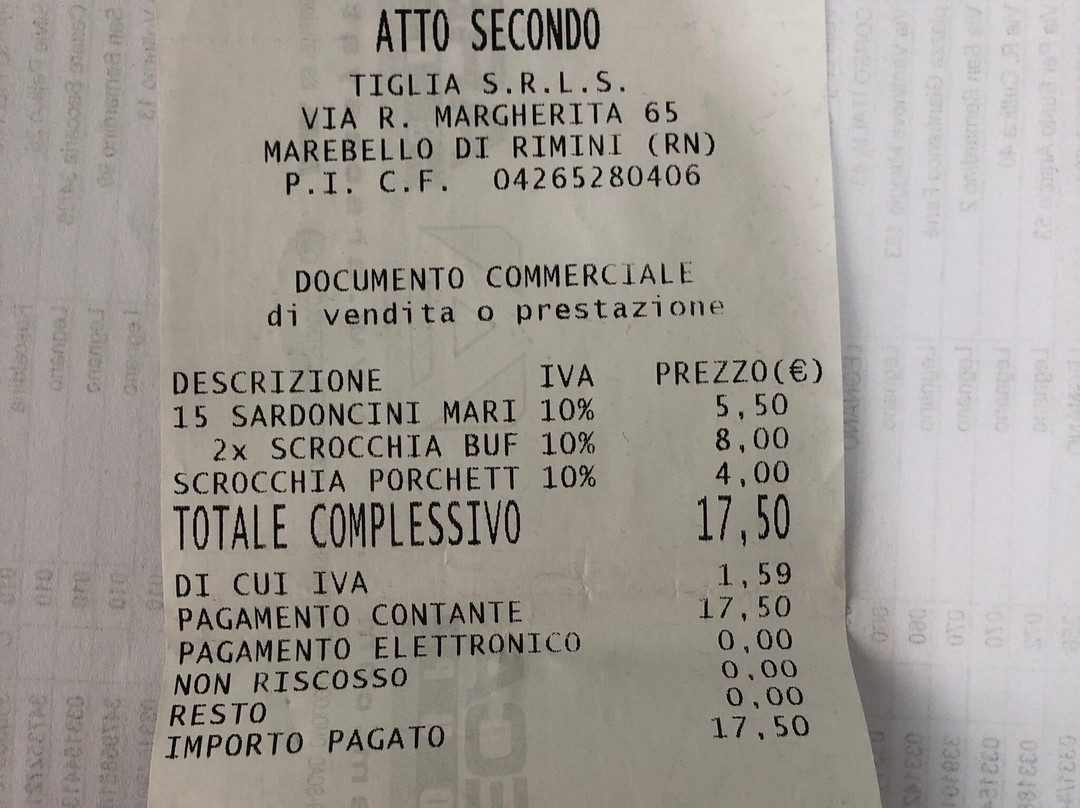 ATTO SECONDO
TIGLIA S.R.L.S.
VIA R. MARGHERITA 65
MAREBELLO DI RIMINI (RN)
P.I. C.F. 04265280406
DOCUMENTO COMMERCIALE
di vendita o prestazione
DESCRIZIONE IVA PREZZO(€)
15 SARDONCINI MARI 10% 5,50
2x SCROCCHIA BUF 10% 8,00
SCROCCHIA PORCHETT 10% 4,00
TOTALE COMPLESSIVO 17,50
DI CUI IVA 1,59
PAGAMENTO CONTANTE 17,50
PAGAMENTO ELETTRONICO 0,00
NON RISCOSSO 0,00
RESTO 0,00
IMPORTO PAGATO 17,50